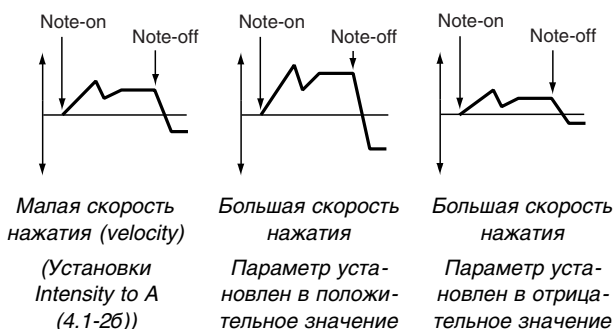 Note-on
Note-off
Note-on
Note-off
Note-on
Note-off
Малая скорость
нажатия (velocity)
(Установки
Intensity to A
(4.1-2б))
Большая скорость
нажатия
Параметр уста-
новлен в положи-
тельное значение
Большая скорость
нажатия
Параметр уста-
новлен в отрица-
тельное значение